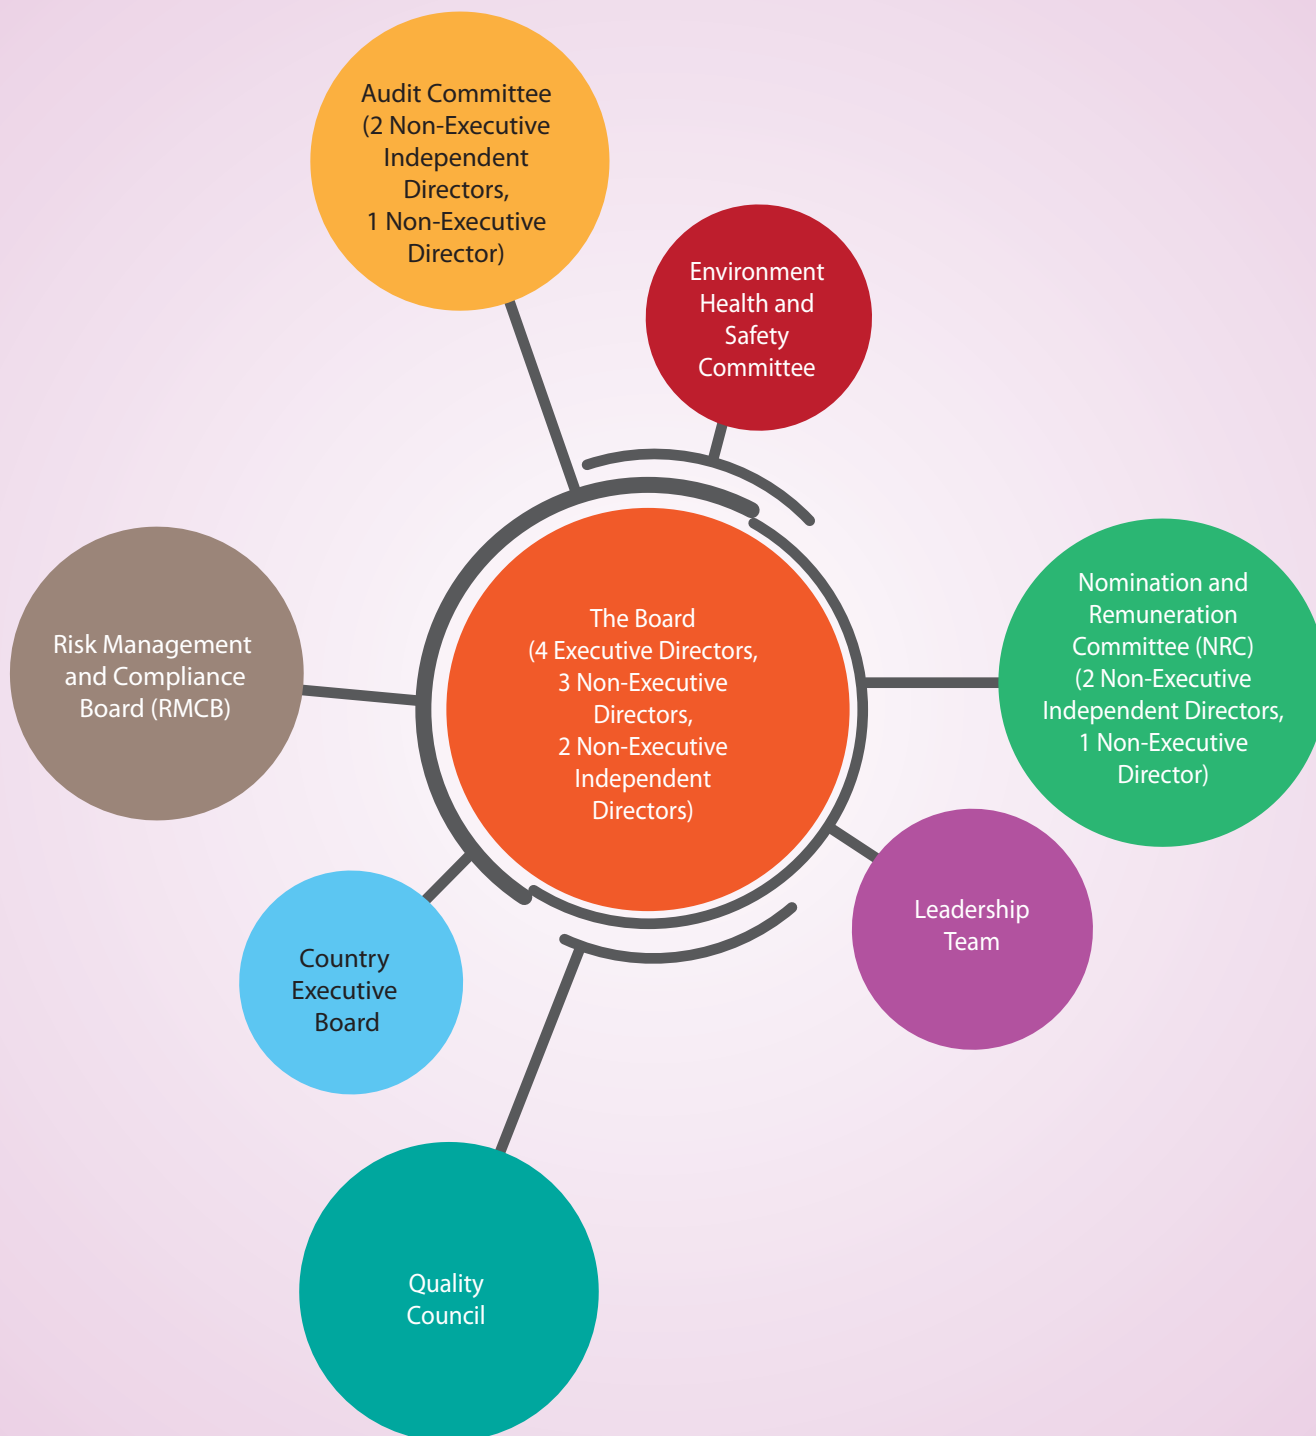 Audit Committee
(2 Non-Executive
Independent
Directors,
1 Non-Executive
Director)
Environment
Health and
Safety
Committee
Risk Management
and Compliance
Board (RMCB)
The Board
(4 Executive Directors,
3 Non-Executive
Directors,
2 Non-Executive
Independent
Directors)
Nomination and
Remuneration
Committee (NRC)
(2 Non-Executive
Independent Directors,
1 Non-Executive
Director)
Leadership
Team
Country
Executive
Board
Quality
Council